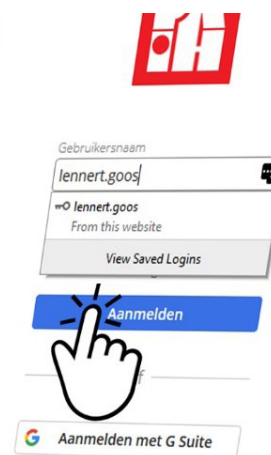 Gebruikersnaam
lennert.goos
lennert.goos
From this website
View Saved Logins
Aanmelden
Aanmelden met G Suite